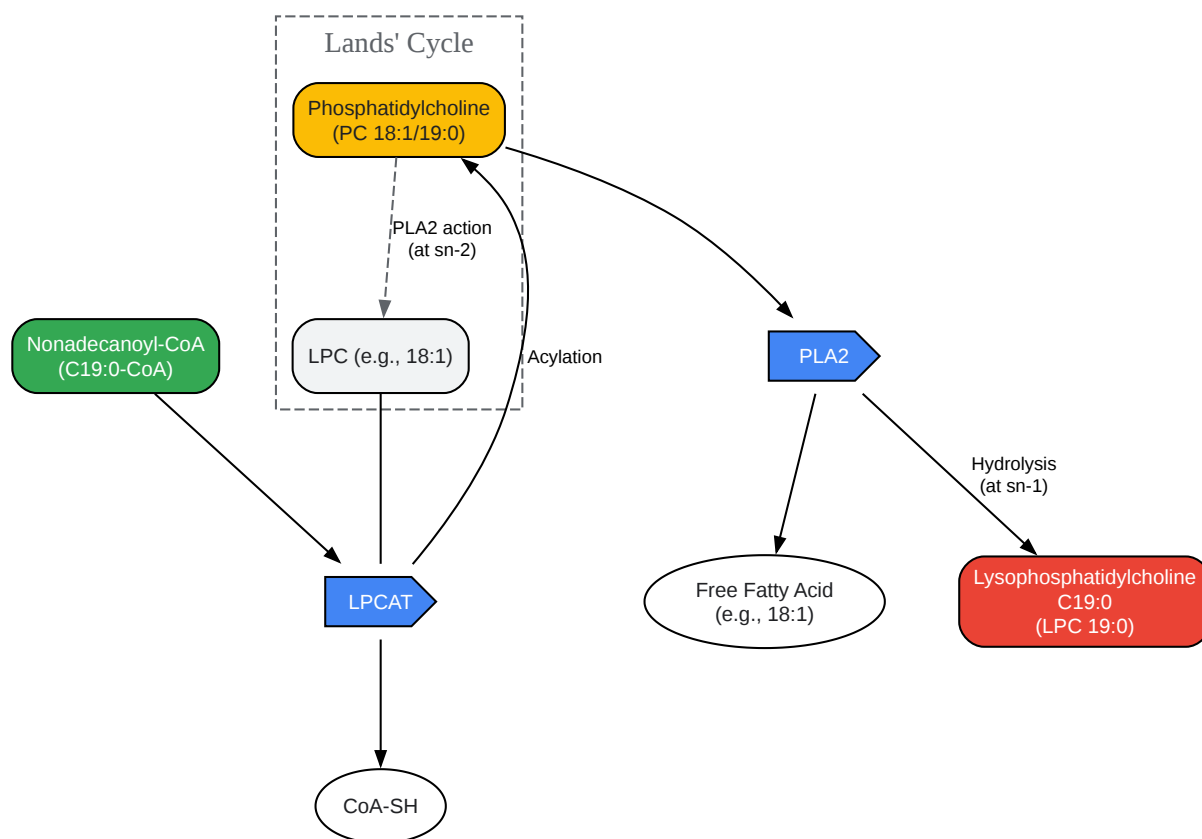 Lands' Cycle
Phosphatidylcholine
(PC 18:1/19:0)
PLA2 action
(at sn-2)
Nonadecanoyl-CoA
(C19:0-CoA)
LPC (e.g., 18:1)
Acylation
PLA2
Hydrolysis
(at sn-1)
LPCAT
Free Fatty Acid
(e.g., 18:1)
Lysophosphatidylcholine
C19:0
(LPC 19:0)
CoA-SH